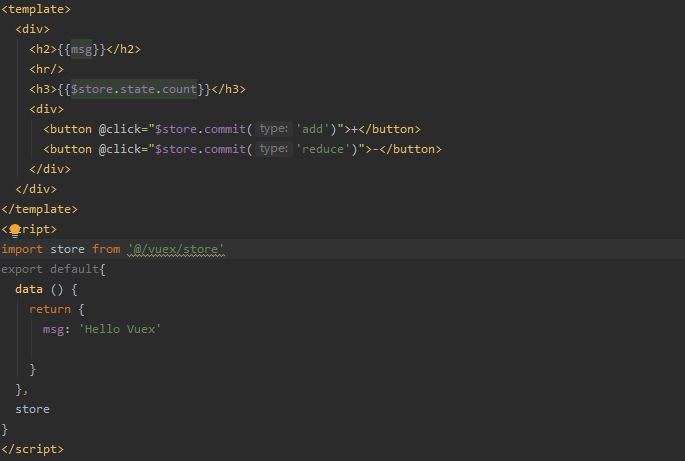 <template>
<div>
<h2>{{msg}}</h2>
<hr/>
<h3>{{$store.state.count}}</h3>
<div>
<button @click="$store.commit( type: 'add')">+</button>
<button @click="$store.commit( type: 'reduce')">-</button>
</div>
</div>
</template>
<script>
import store from '@/vuex/store'
export default{
data () {
return {
msg: 'Hello Vuex'
}
},
store
}
</script>